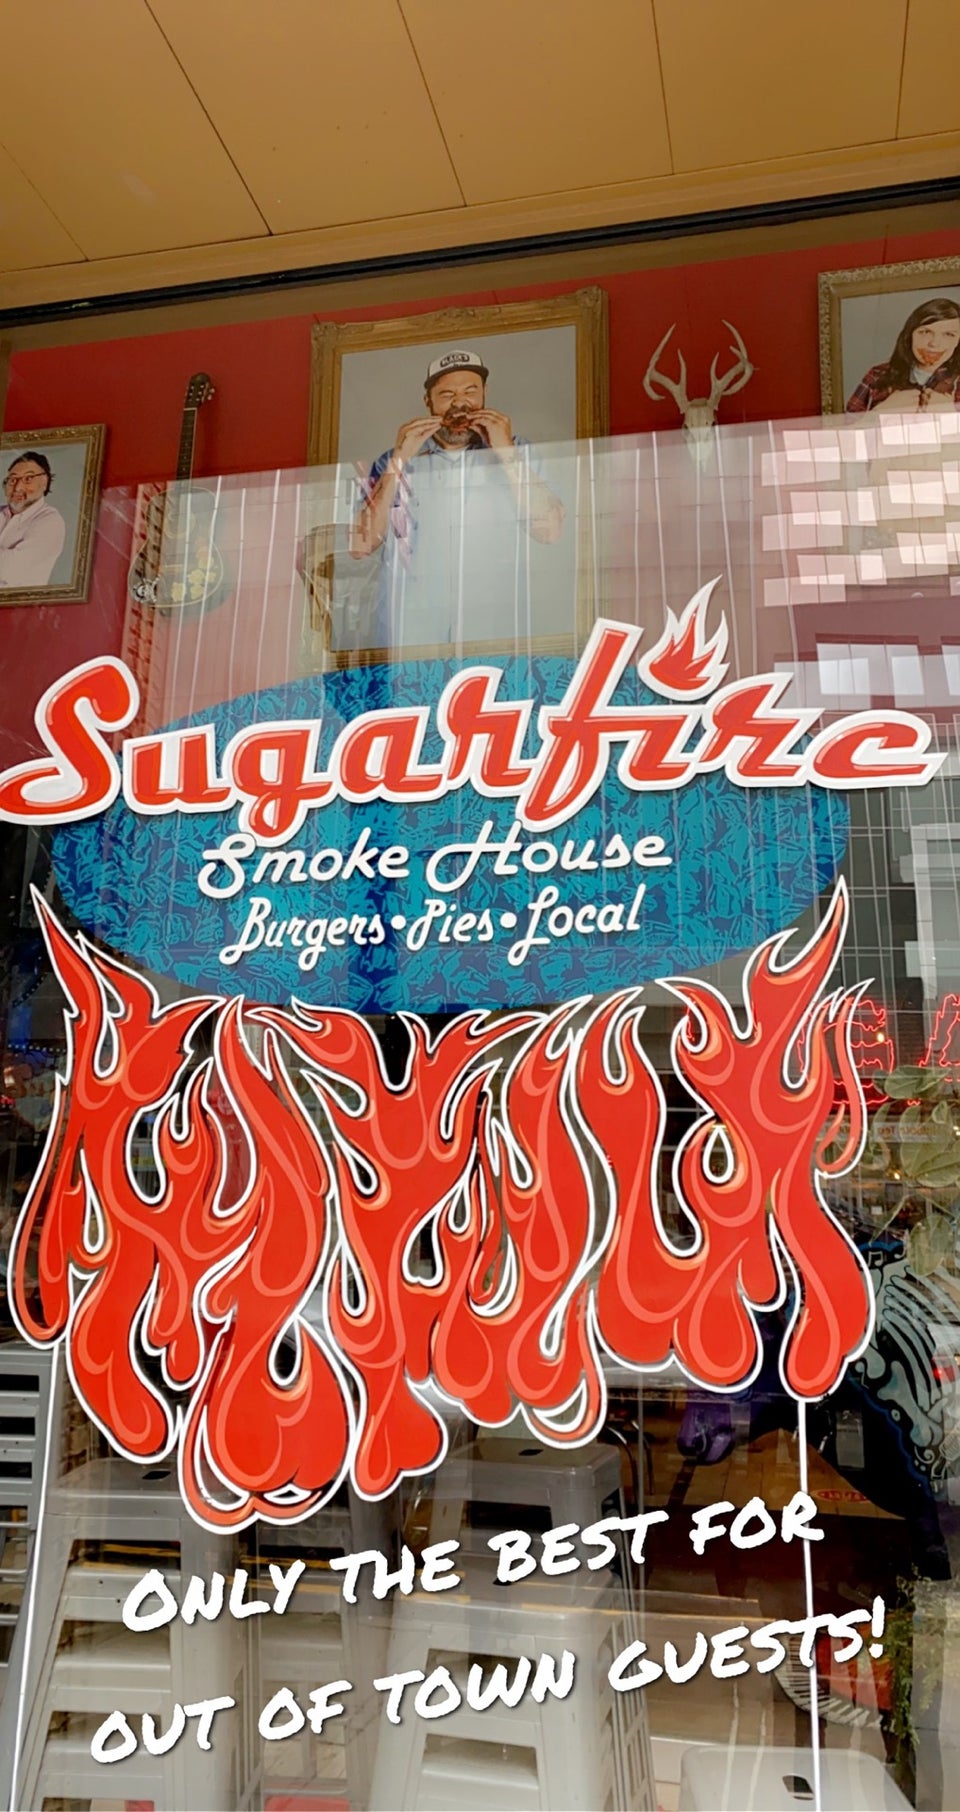 Sugarfire
Smoke House
Burgers•Pies•Local
ONLY THE BEST FOR
OUT OF TOWN GUESTS!